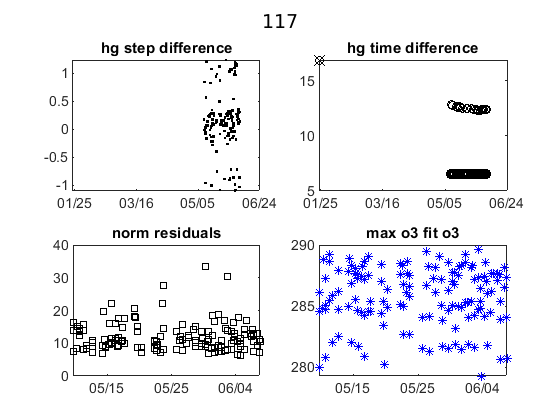 117
hg step difference
hg time difference
1
0.5
0
-0.5
-1
01/25 03/16 05/05 06/24
15
10
5
01/25 03/16 05/05 06/24
norm residuals
max o3 fit o3
40
30
20
10
0
05/15 05/25 06/04
290
285
280
05/15 05/25 06/04